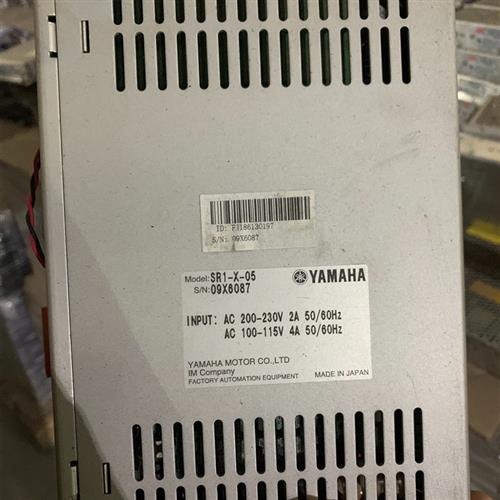 ID: FJ186130197
S/N: 09X6087
Model: SR1-X-05
YAMAHA
S/N: 09X6087
INPUT: AC 200-230V 2A 50/60Hz
AC 100-115V 4A 50/60Hz
YAMAHA MOTOR CO.,LTD
IM Company
FACTORY AUTOMATION EQUIPMENT
MADE IN JAPAN